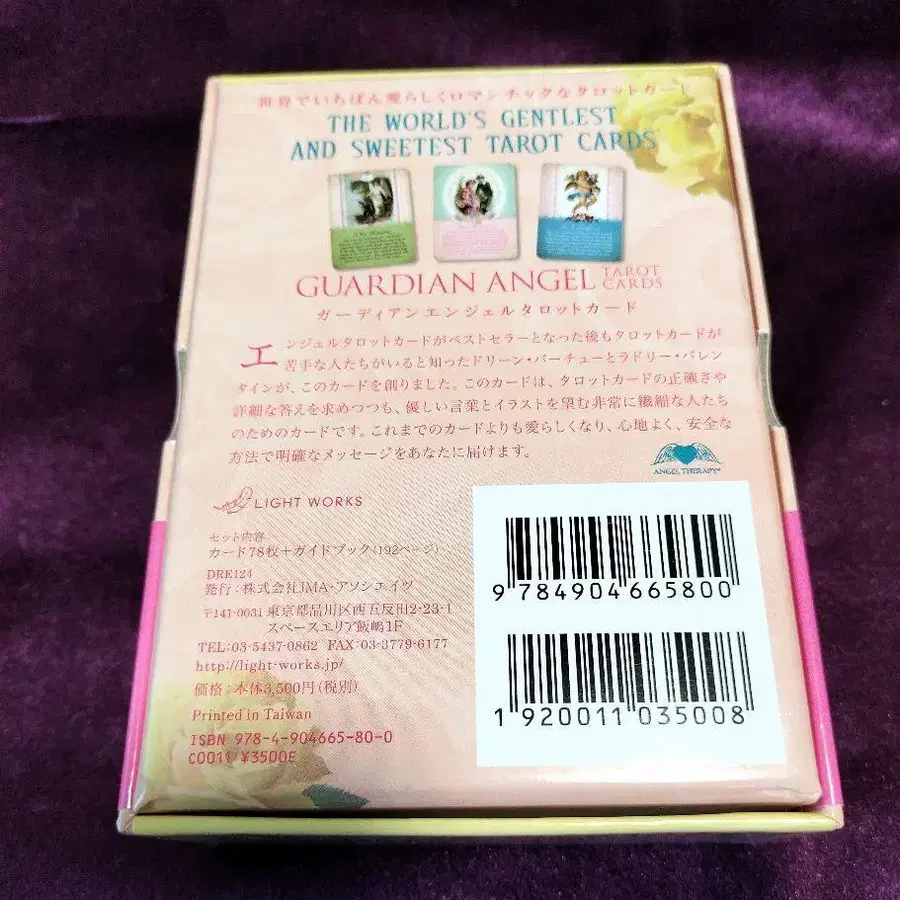 世界でいちばん愛らしくロマンチックなタロットカード
THE WORLD'S GENTLEST
AND SWEETEST TAROT CARDS
GUARDIAN ANGEL TAROT CARDS
ガーディアンエンジェルタロットカード
エンジェルタロットカードがベストセラーとなった後もタロットカードが
苦手な人たちがいると知ったドリーン・バーチューとラドリー・バレン
タインが、このカードを創りました。このカードは、タロットカードの正確さや
詳細な答えを求めつつも、優しい言葉とイラストを望む非常に繊細な人たち
のためのカードです。これまでのカードよりも愛らしくなり、心地よく、安全な
方法で明確なメッセージをあなたに届けます。
ANGEL THERAPY®
LIGHT WORKS
セット内容
カード78枚+ガイドブック(192ページ)
DRE124
発行:株式会社JMA・アソシエイツ
〒141-0031 東京都品川区西五反田2-23-1
スペースエリア飯嶋1F
TEL:03-5437-0862 FAX:03-3779-6177
http://light-works.jp/
価格:本体3,500円(税別)
Printed in Taiwan
ISBN 978-4-904665-80-0
C0011 ¥3500E
9784904665800
1920011035008